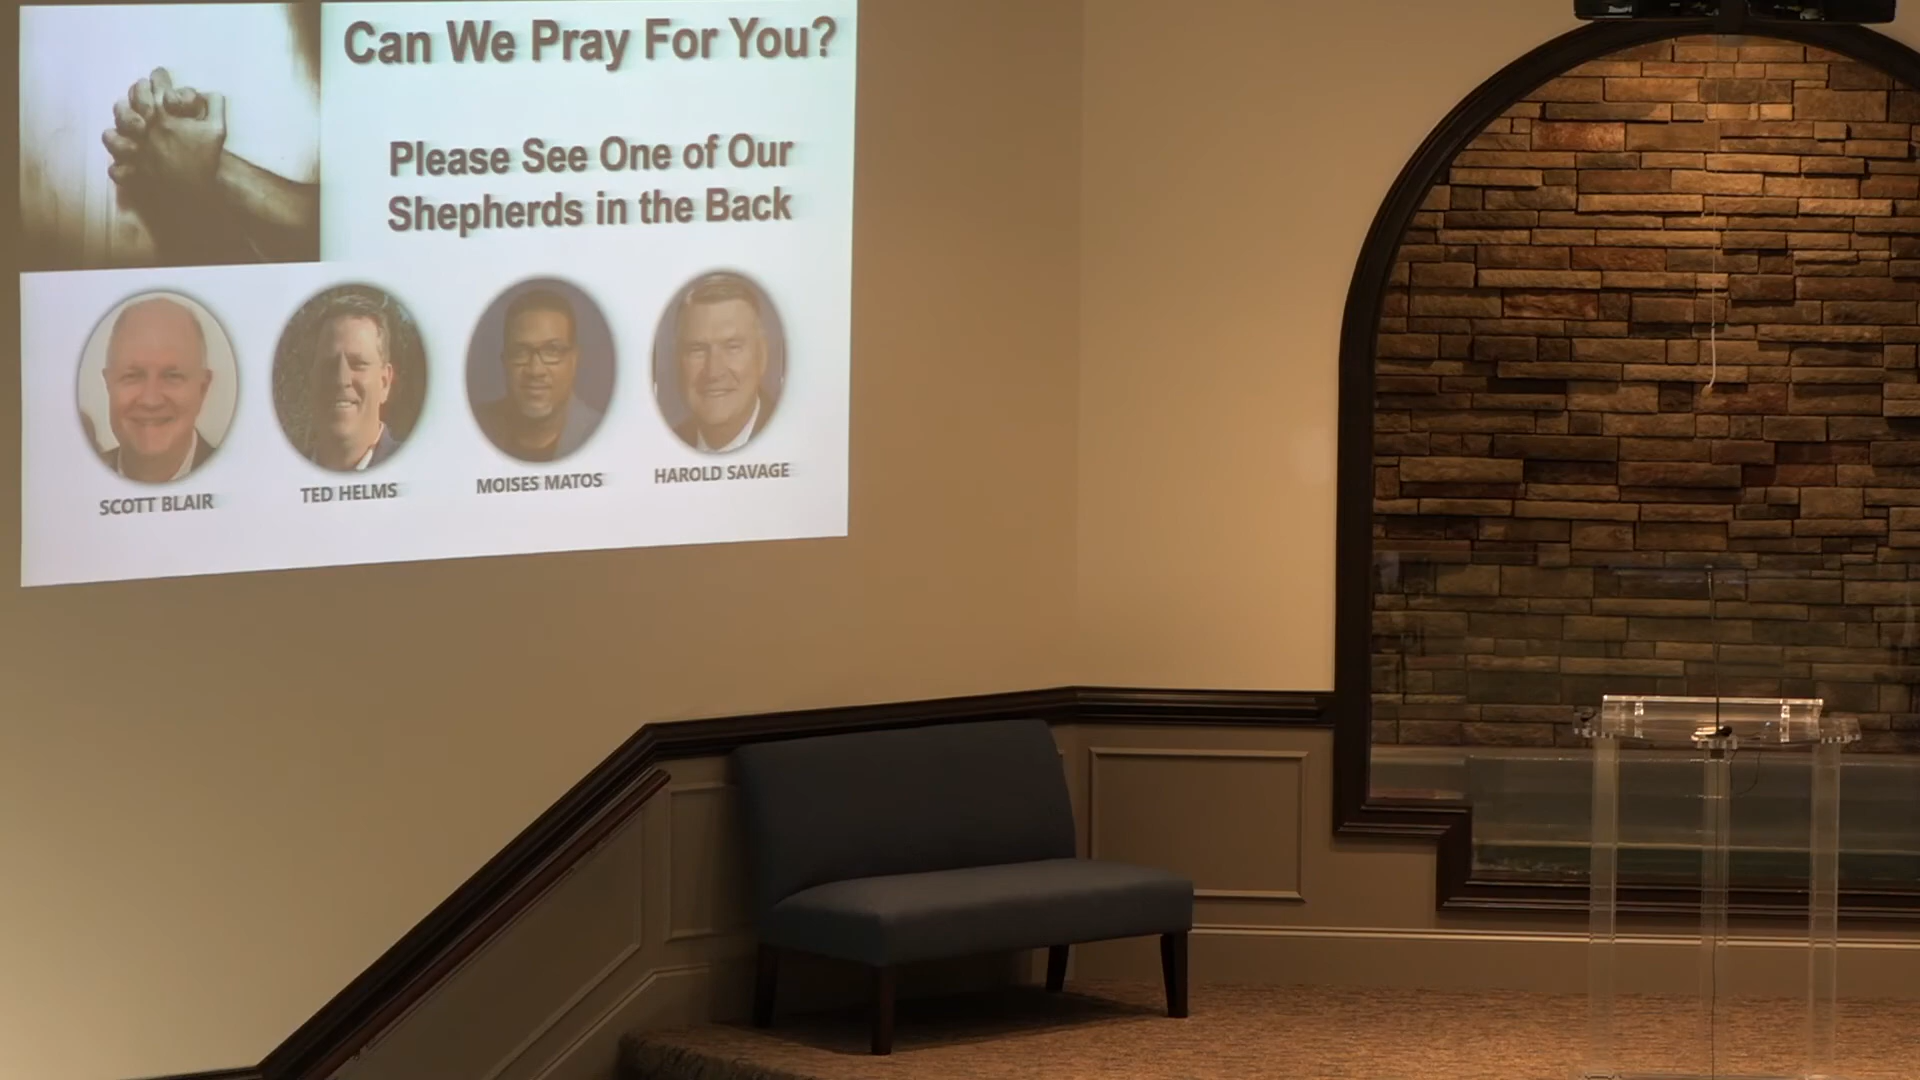 Can We Pray For You?
Please See One of Our
Shepherds in the Back
SCOTT BLAIR
TED HELMS
MOISES MATOS
HAROLD SAVAGE